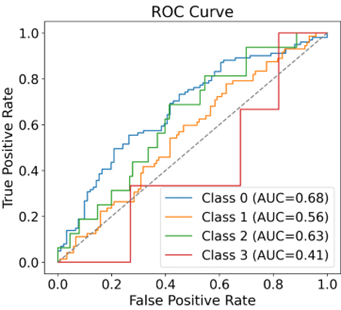 ROC Curve
True Positive Rate
1.0
0.8
0.6
0.4
0.2
0.0
Class 0 (AUC=0.68)
Class 1 (AUC=0.56)
Class 2 (AUC=0.63)
Class 3 (AUC=0.41)
0.0 0.2 0.4 0.6 0.8 1.0
False Positive Rate